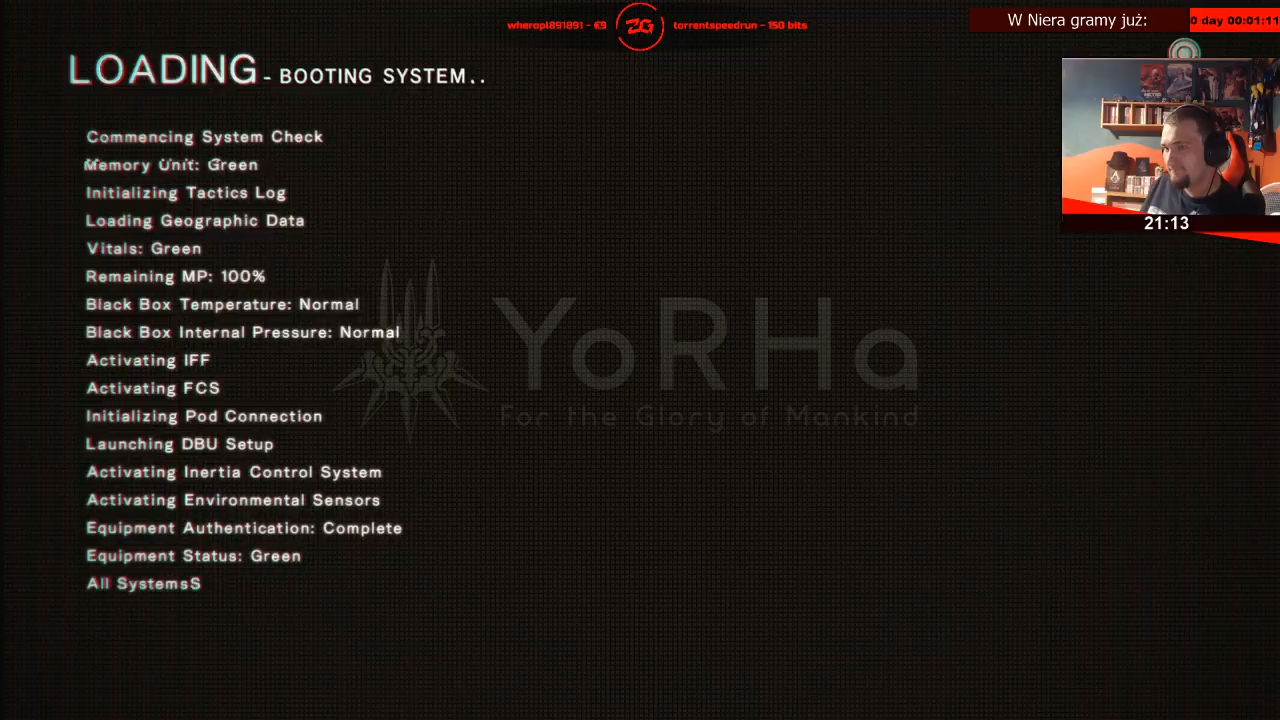 wheropl891891 - €9
ZG
torrentspeedrun - 150 bits
W Niera gramy już:
0 day 00:01:11
LOADING - BOOTING SYSTEM..
Commencing System Check
Memory Unit: Green
Initializing Tactics Log
Loading Geographic Data
Vitals: Green
Remaining MP: 100%
Black Box Temperature: Normal
Black Box Internal Pressure: Normal
Activating IFF
Activating FCS
Initializing Pod Connection
Launching DBU Setup
Activating Inertia Control System
Activating Environmental Sensors
Equipment Authentication: Complete
Equipment Status: Green
All SystemsS
YoRHa
For the Glory of Mankind
21:13